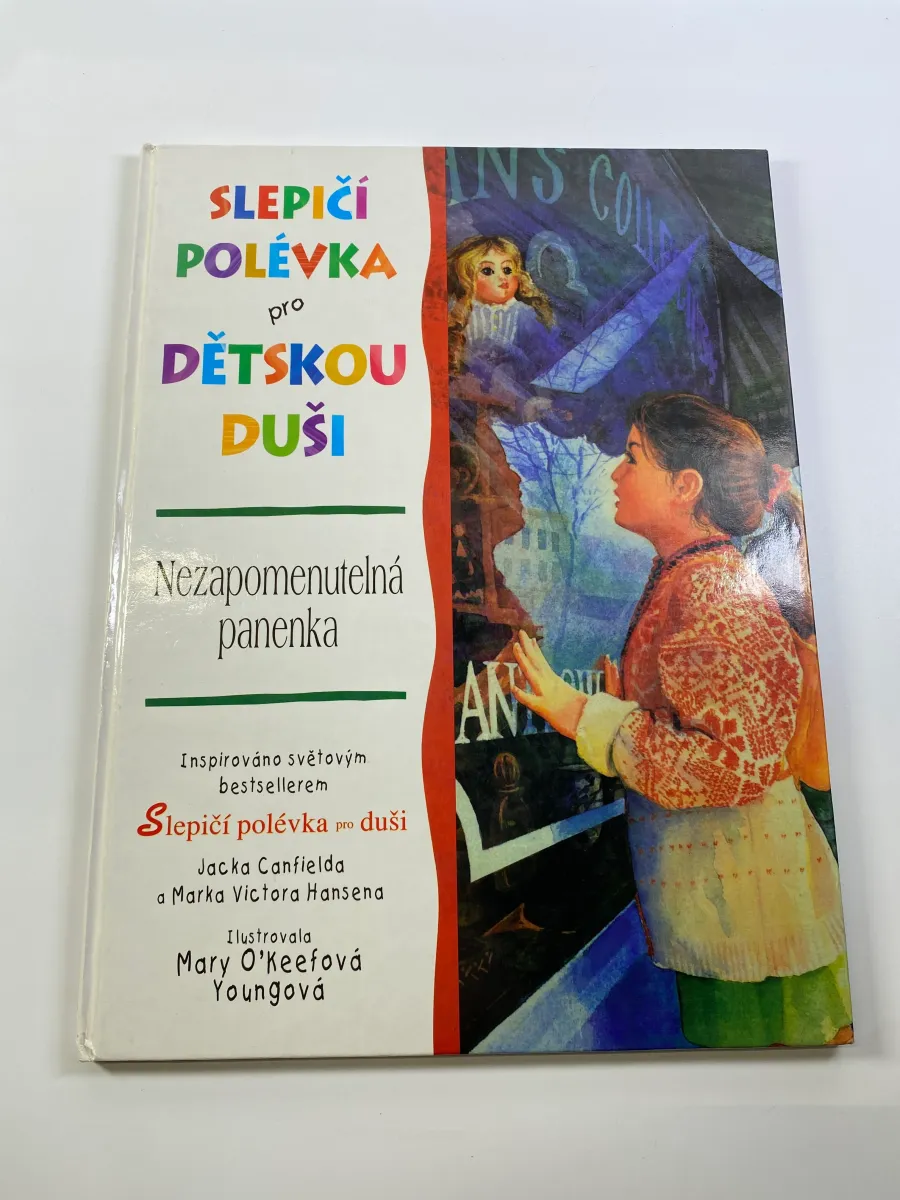 SLEPIČÍ
POLÉVKA
pro
DĚTSKOU
DUŠI
Nezapomenutelná
panenka
Inspirováno světovým
bestsellerem
Slepičí polévka pro duši
Jacka Canfielda
a Marka Victora Hansena
Ilustrovala
Mary O'Keefová
Youngová